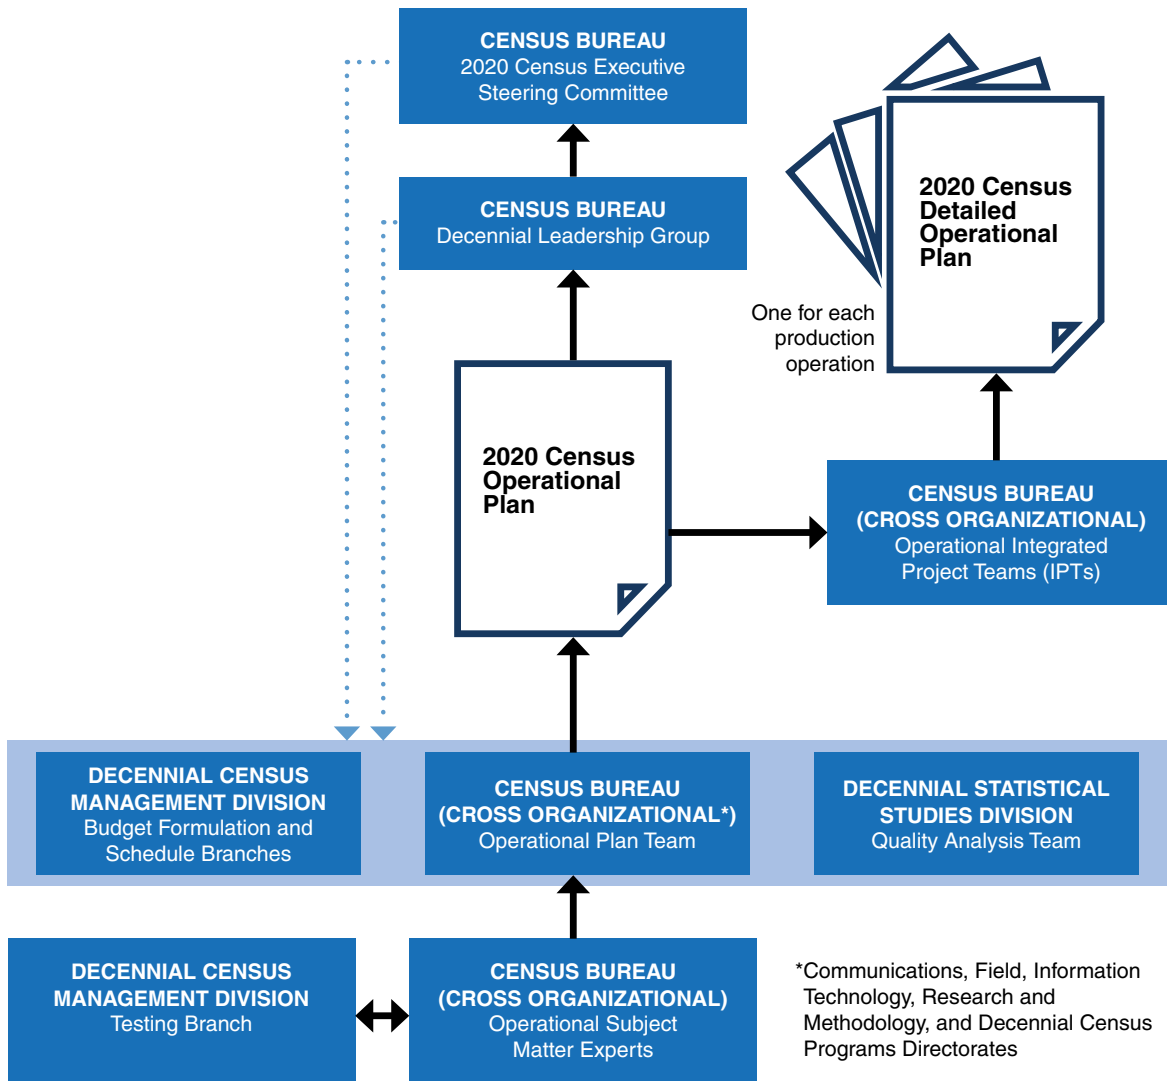 CENSUS BUREAU
2020 Census Executive
Steering Committee
CENSUS BUREAU
Decennial Leadership Group
2020 Census
Detailed
Operational
Plan
One for each
production
operation
2020 Census
Operational
Plan
CENSUS BUREAU
(CROSS ORGANIZATIONAL)
Operational Integrated
Project Teams (IPTs)
DECENNIAL CENSUS
MANAGEMENT DIVISION
Budget Formulation and
Schedule Branches
CENSUS BUREAU
(CROSS ORGANIZATIONAL*)
Operational Plan Team
DECENNIAL STATISTICAL
STUDIES DIVISION
Quality Analysis Team
DECENNIAL CENSUS
MANAGEMENT DIVISION
Testing Branch
CENSUS BUREAU
(CROSS ORGANIZATIONAL)
Operational Subject
Matter Experts
*Communications, Field, Information
Technology, Research and
Methodology, and Decennial Census
Programs Directorates